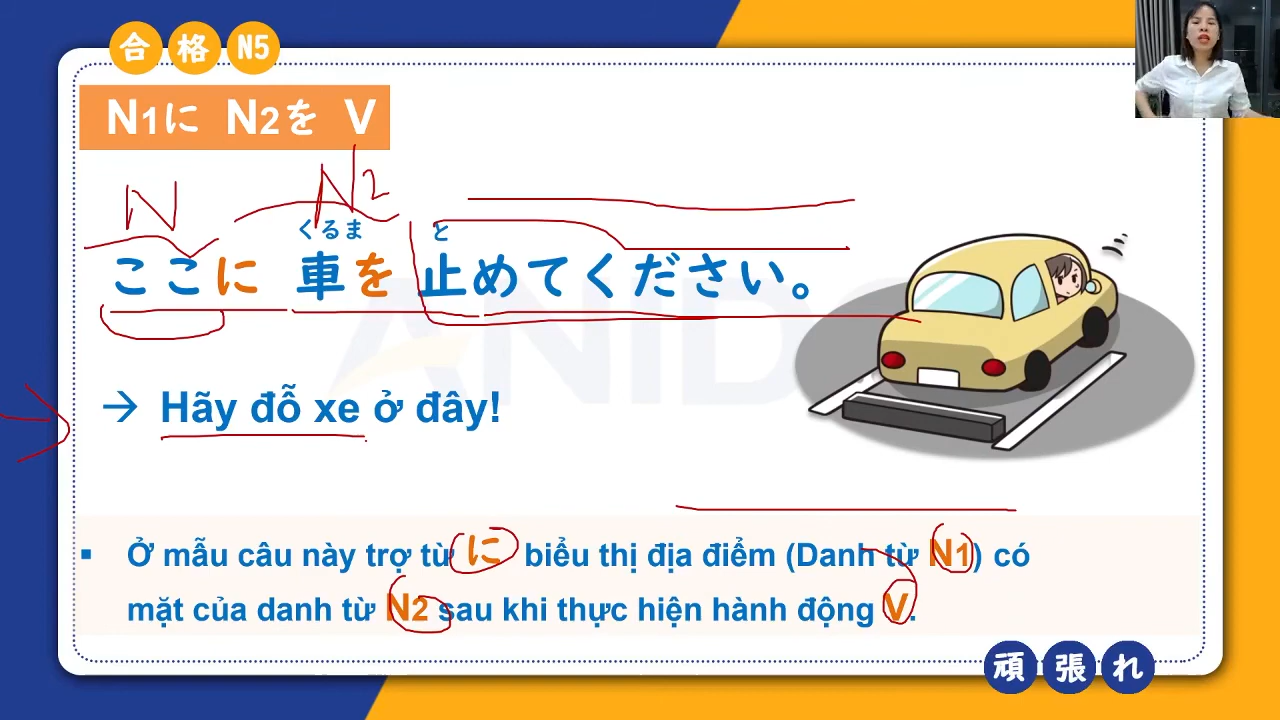 合 格 N5
N1に N2を V
N N2
くるま と
ここに 車を 止めてください。
ANIDO
→ Hãy đỗ xe ở đây!
▪ Ở mẫu câu này trợ từ に biểu thị địa điểm (Danh từ N1) có
mặt của danh từ N2 sau khi thực hiện hành động V.
頑 張 れ